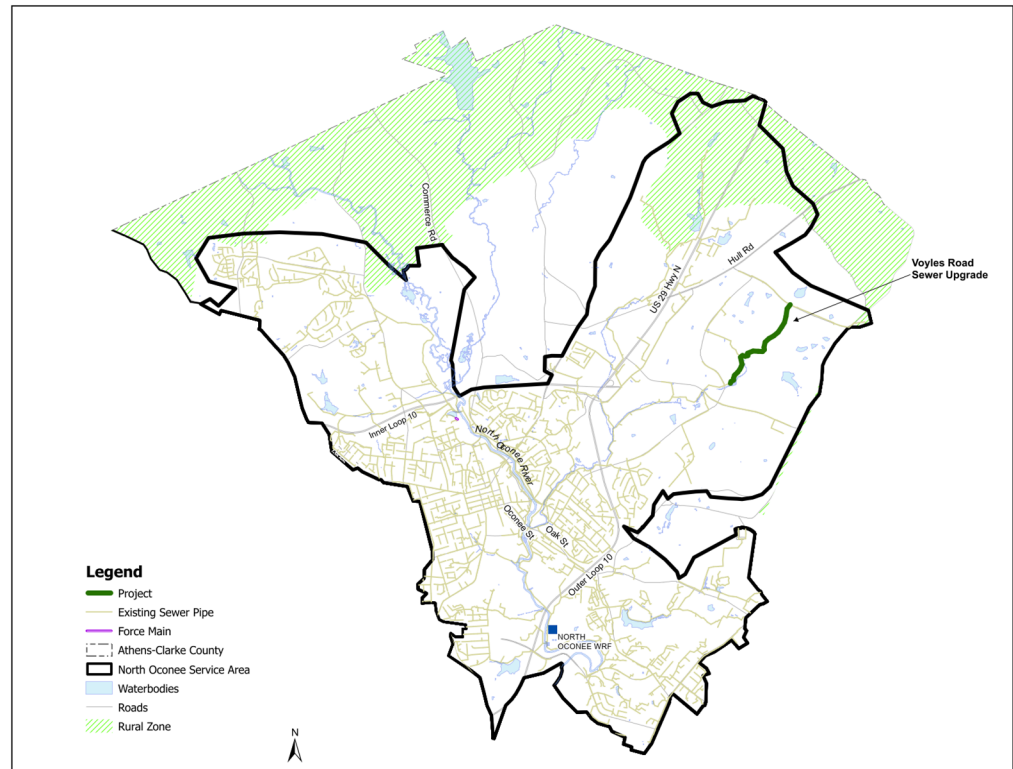 Commerce Rd
US 29 Hwy N
Hull Rd
Voyles Road
Sewer Upgrade
Inner Loop 10
North Oconee River
Oconee St
Oak St
Outer Loop 10
NORTH
OCONEE WRF
Legend
Project
Existing Sewer Pipe
Force Main
Athens-Clarke County
North Oconee Service Area
Waterbodies
Roads
Rural Zone
N